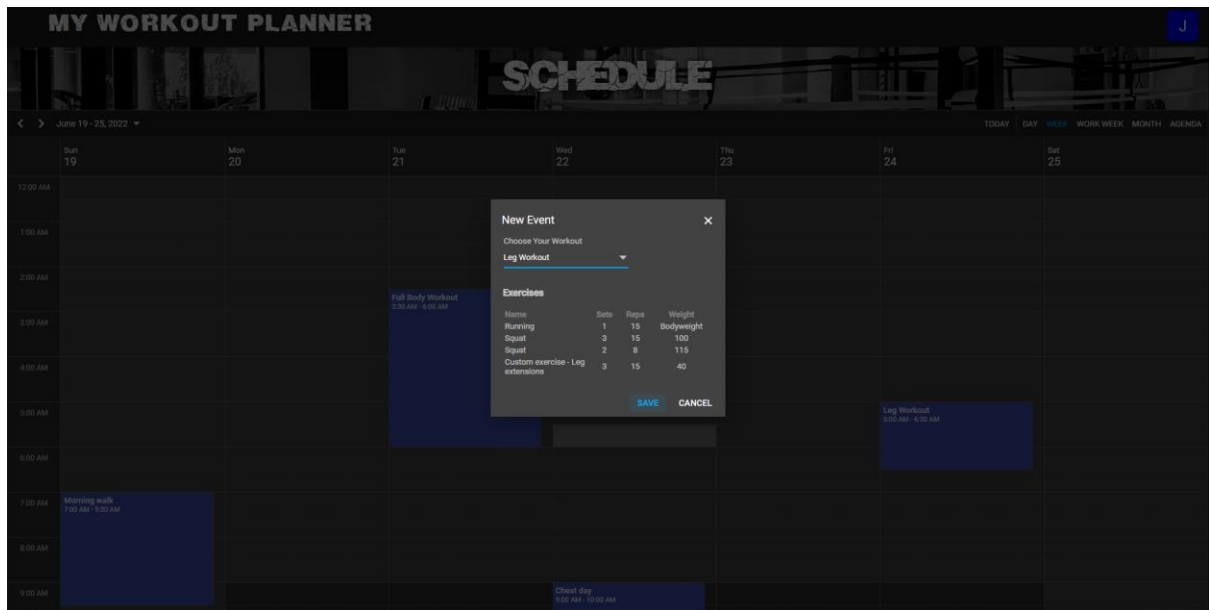 MY WORKOUT PLANNER
J
SCHEDULE
June 19 - 25, 2022
TODAY DAY WEEK WORK WEEK MONTH AGENDA
Sun Mon Tue Wed Thu Fri Sat
19 20 21 22 23 24 25
12:00 AM
1:00 AM
2:00 AM
3:00 AM
4:00 AM
5:00 AM
6:00 AM
7:00 AM
8:00 AM
9:00 AM
Full Body Workout
2:30 AM - 6:00 AM
Leg Workout
5:00 AM - 6:30 AM
Morning walk
7:00 AM - 9:30 AM
Chest day
9:00 AM - 10:00 AM
New Event
Choose Your Workout
Leg Workout
Exercises
Name Sets Reps Weight
Running 1 15 Bodyweight
Squat 3 15 100
Squat 2 8 115
Custom exercise - Leg
extensions 3 15 40
SAVE CANCEL